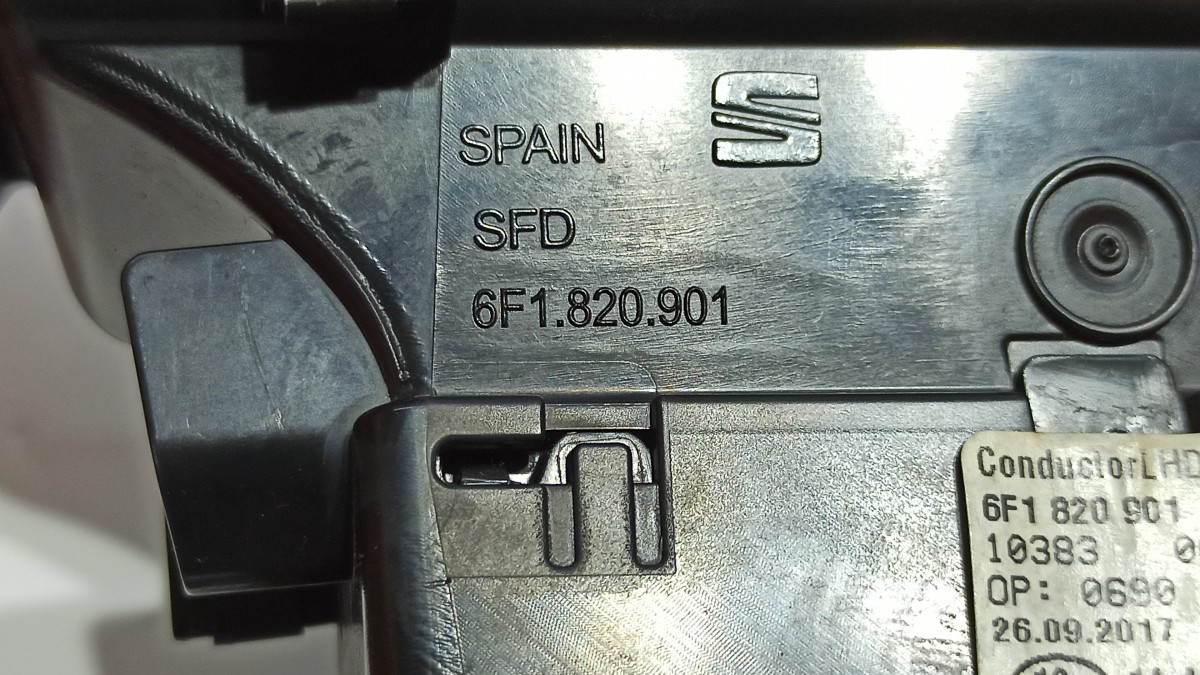 SPAIN
SFD
6F1.820.901
ConductorLHD
6F1 820 901
10383
OP: 0690
26.09.2017